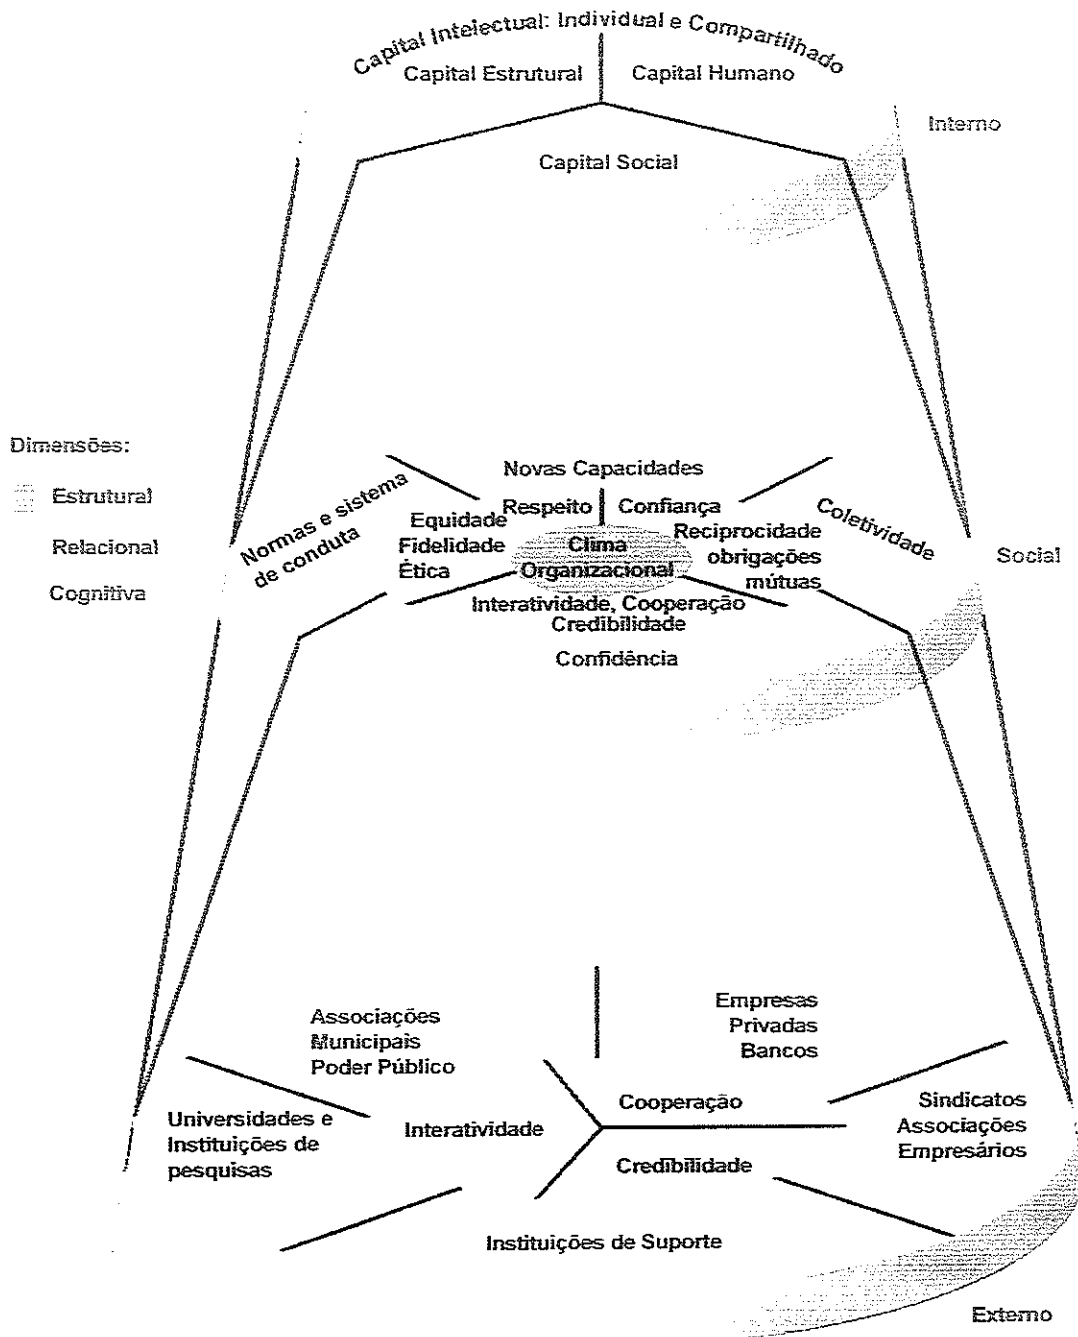 Capital Intelectual: Individual e Compartilhado
Capital Estrutural
Capital Humano
Interno
Capital Social
Dimensões:
Estrutural
Relacional
Cognitiva
Normas e sistema
de conduta
Novas Capacidades
Respeito
Confiança
Equidade
Fidelidade
Ética
Clima
Organizacional
Reciprocidade
obrigações
mútuas
Coletividade
Social
Interatividade, Cooperação
Credibilidade
Confidência
Associações
Municipais
Poder Público
Empresas
Privadas
Bancos
Universidades e
Instituições de
pesquisas
Interatividade
Cooperação
Credibilidade
Sindicatos
Associações
Empresários
Instituições de Suporte
Externo